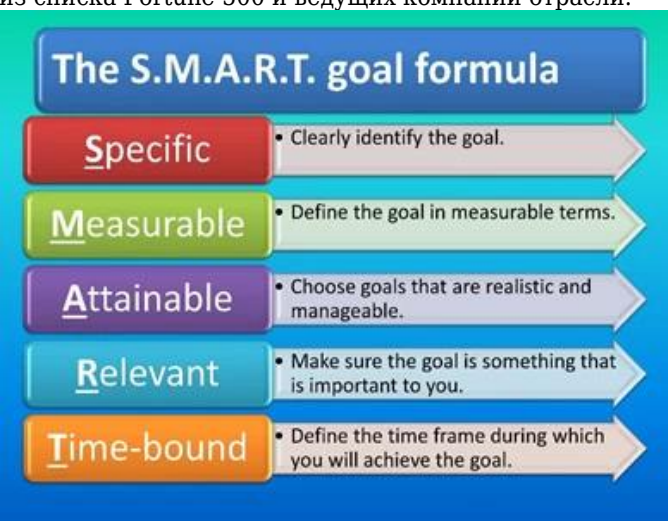 из списка Fortune 500 и ведущих компаний отрасли.
The S.M.A.R.T. goal formula
Specific
• Clearly identify the goal.
Measurable
• Define the goal in measurable terms.
Attainable
• Choose goals that are realistic and
manageable.
Relevant
• Make sure the goal is something that
is important to you.
Time-bound
• Define the time frame during which
you will achieve the goal.